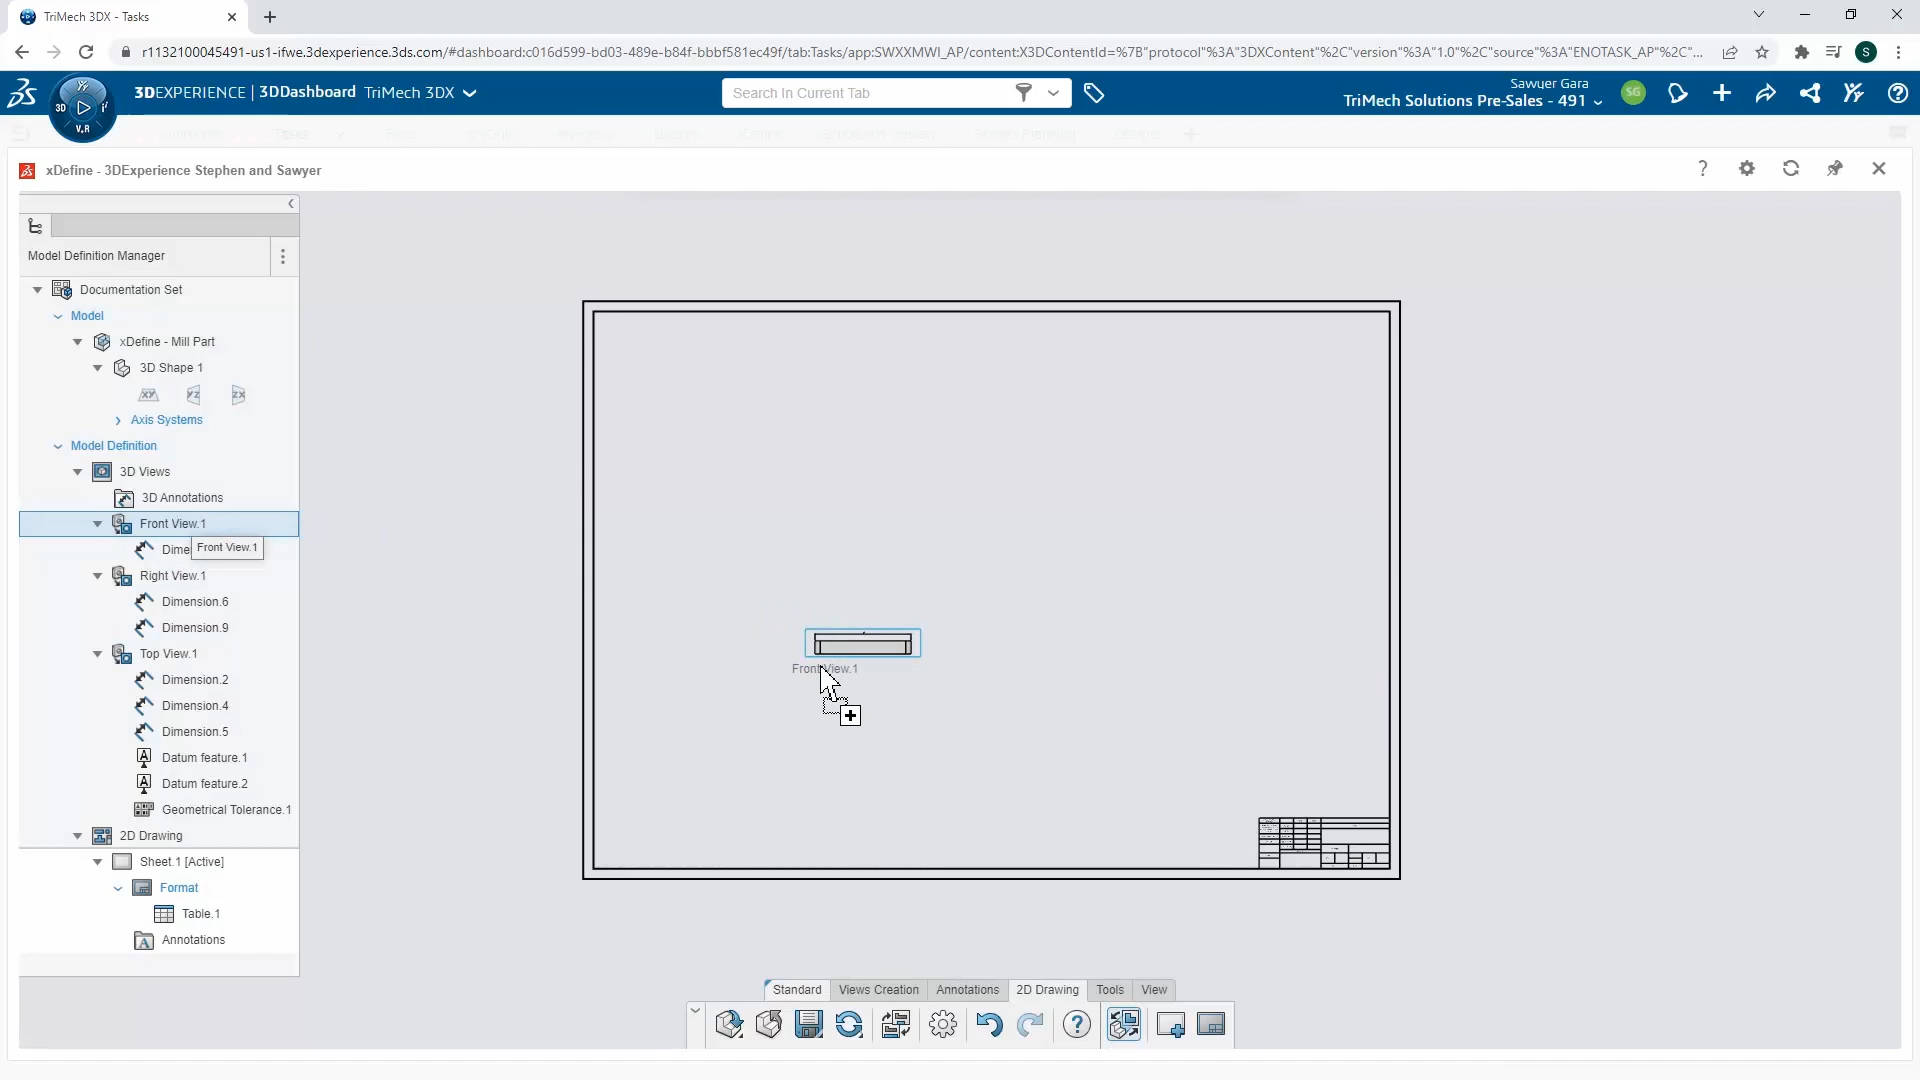 TriMech 3DX - Tasks
r1132100045491-us1-ifwe.3dexperience.3ds.com/#dashboard:c016d599-bd03-489e-b84f-bbbf581ec49f/tab:Tasks/app:SWXXMWI_AP/content:X3DContentId=%7B"protocol"%3A"3DXContent"%2C"version"%3A"1.0"%2C"source"%3A"ENOTASK_AP"%2C"...
S
3DEXPERIENCE | 3DDashboard TriMech 3DX
3D
V.R
Search In Current Tab
Sawyer Gara
TriMech Solutions Pre-Sales - 491
SG
xDefine - 3DExperience Stephen and Sawyer
Model Definition Manager
Documentation Set
Model
xDefine - Mill Part
3D Shape 1
XY YZ ZX
Axis Systems
Model Definition
3D Views
3D Annotations
Front View.1
Dime
Front View.1
Right View.1
Dimension.6
Dimension.9
Top View.1
Dimension.2
Dimension.4
Dimension.5
Datum feature.1
Datum feature.2
Geometrical Tolerance.1
2D Drawing
Sheet.1 [Active]
Format
Table.1
Annotations
Front View.1
Standard Views Creation Annotations 2D Drawing Tools View